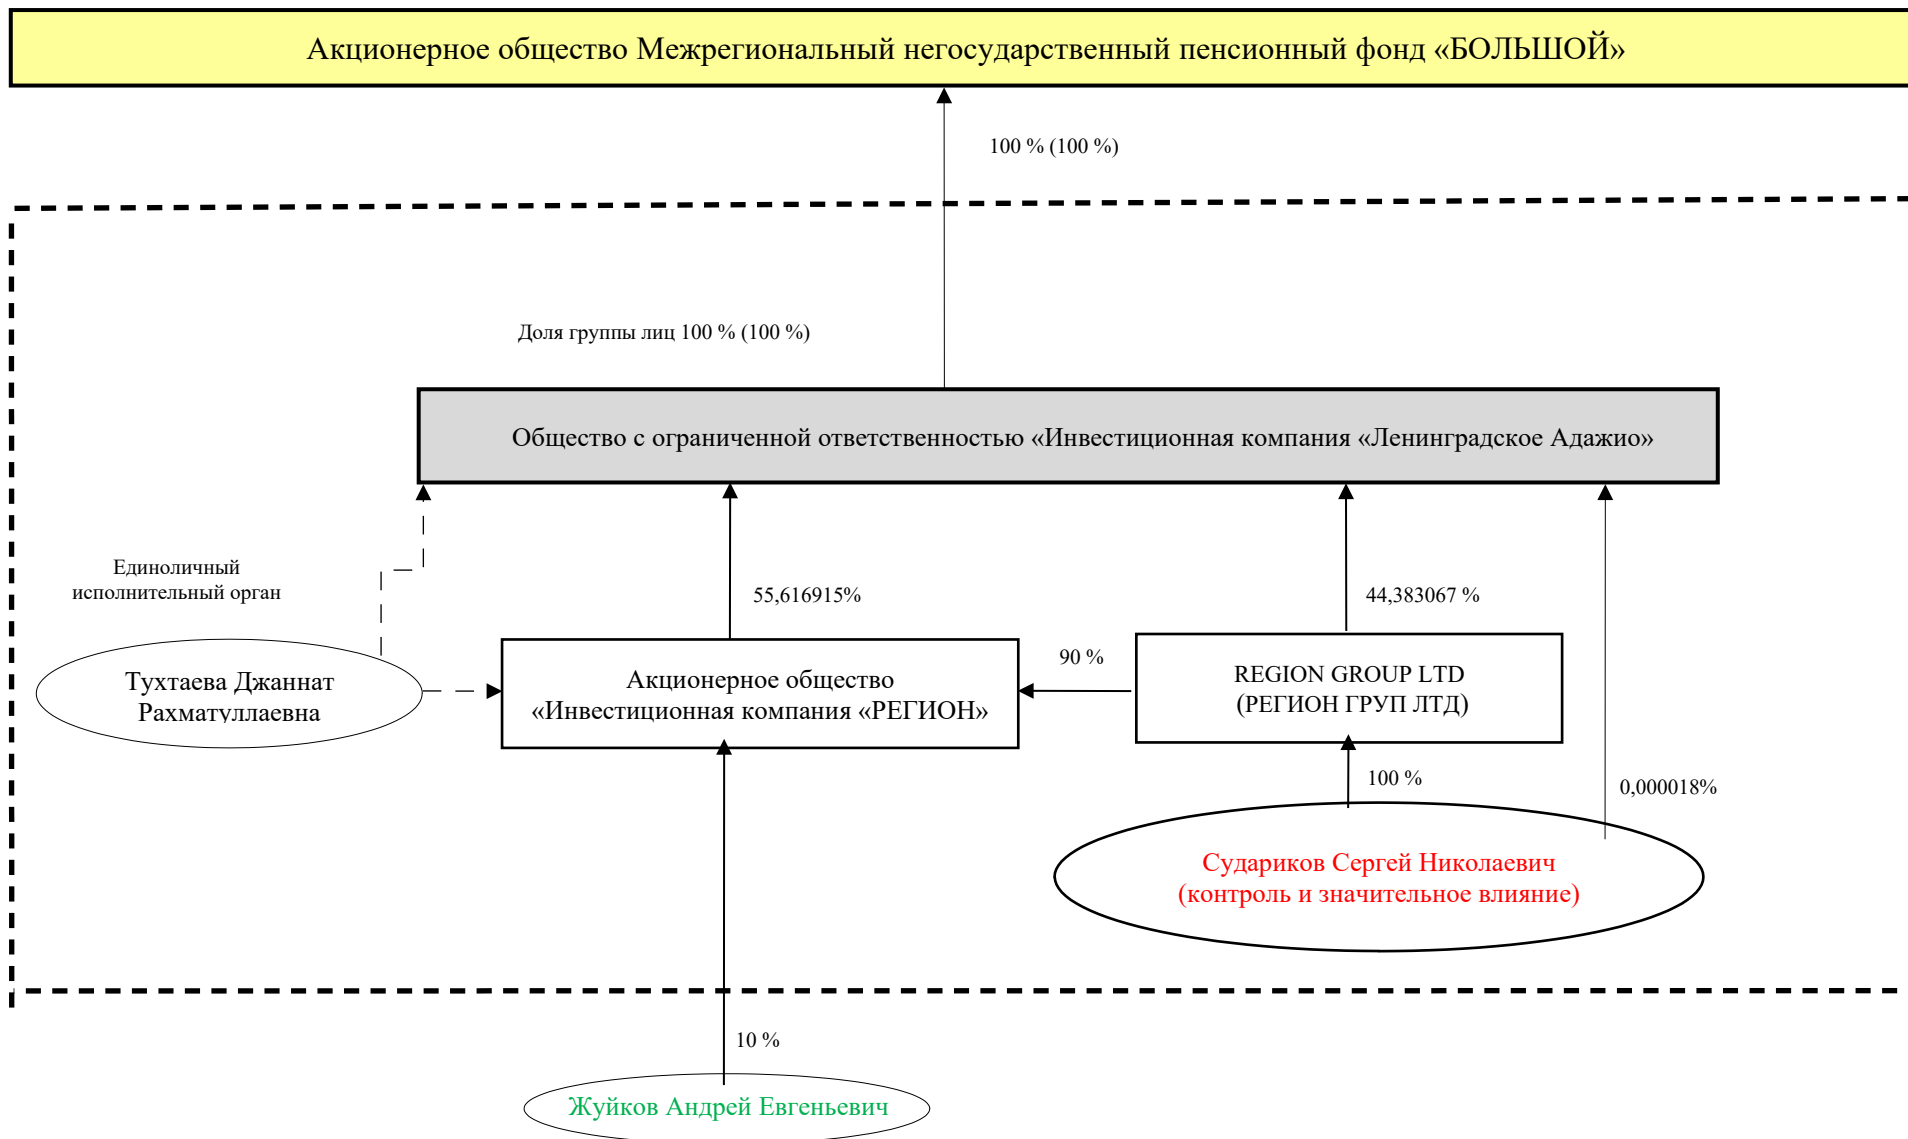 Акционерное общество Межрегиональный негосударственный пенсионный фонд «БОЛЬШОЙ»
100 % (100 %)
Доля группы лиц 100 % (100 %)
Общество с ограниченной ответственностью «Инвестиционная компания «Ленинградское Адажио»
Единоличный
исполнительный орган
55,616915%
44,383067 %
Тухтаева Джаннат
Рахматуллаевна
Акционерное общество
«Инвестиционная компания «РЕГИОН»
90 %
REGION GROUP LTD
(РЕГИОН ГРУП ЛТД)
100 %
0,000018%
Судариков Сергей Николаевич
(контроль и значительное влияние)
10 %
Жуйков Андрей Евгеньевич